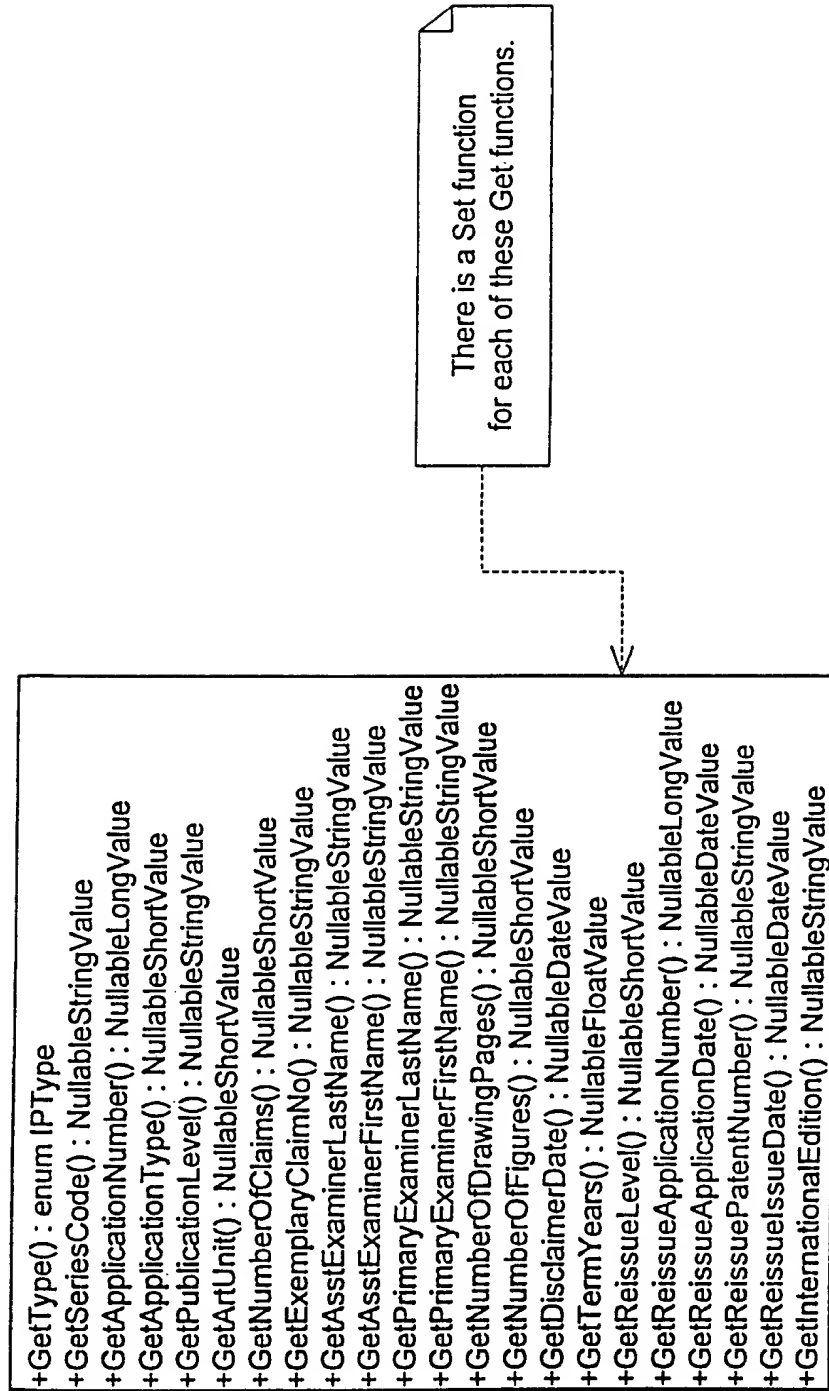 +GetType() : enum IPType
+GetSeriesCode() : NullableStringValue
+GetApplicationNumber() : NullableLongValue
+GetApplicationType() : NullableShortValue
+GetPublicationLevel() : NullableStringValue
+GetArtUnit() : NullableShortValue
+GetNumberOfClaims() : NullableShortValue
+GetExemplaryClaimNo() : NullableStringValue
+GetAsstExaminerLastName() : NullableStringValue
+GetAsstExaminerFirstName() : NullableStringValue
+GetPrimaryExaminerLastName() : NullableStringValue
+GetPrimaryExaminerFirstName() : NullableStringValue
+GetNumberOfDrawingPages() : NullableShortValue
+GetNumberOfFigures() : NullableShortValue
+GetDisclaimerDate() : NullableDateValue
+GetTermYears() : NullableFloatValue
+GetReissueLevel() : NullableShortValue
+GetReissueApplicationNumber() : NullableLongValue
+GetReissueApplicationDate() : NullableDateValue
+GetReissuePatentNumber() : NullableStringValue
+GetReissueIssueDate() : NullableDateValue
+GetInternationalEdition() : NullableStringValue
There is a Set function
for each of these Get functions.